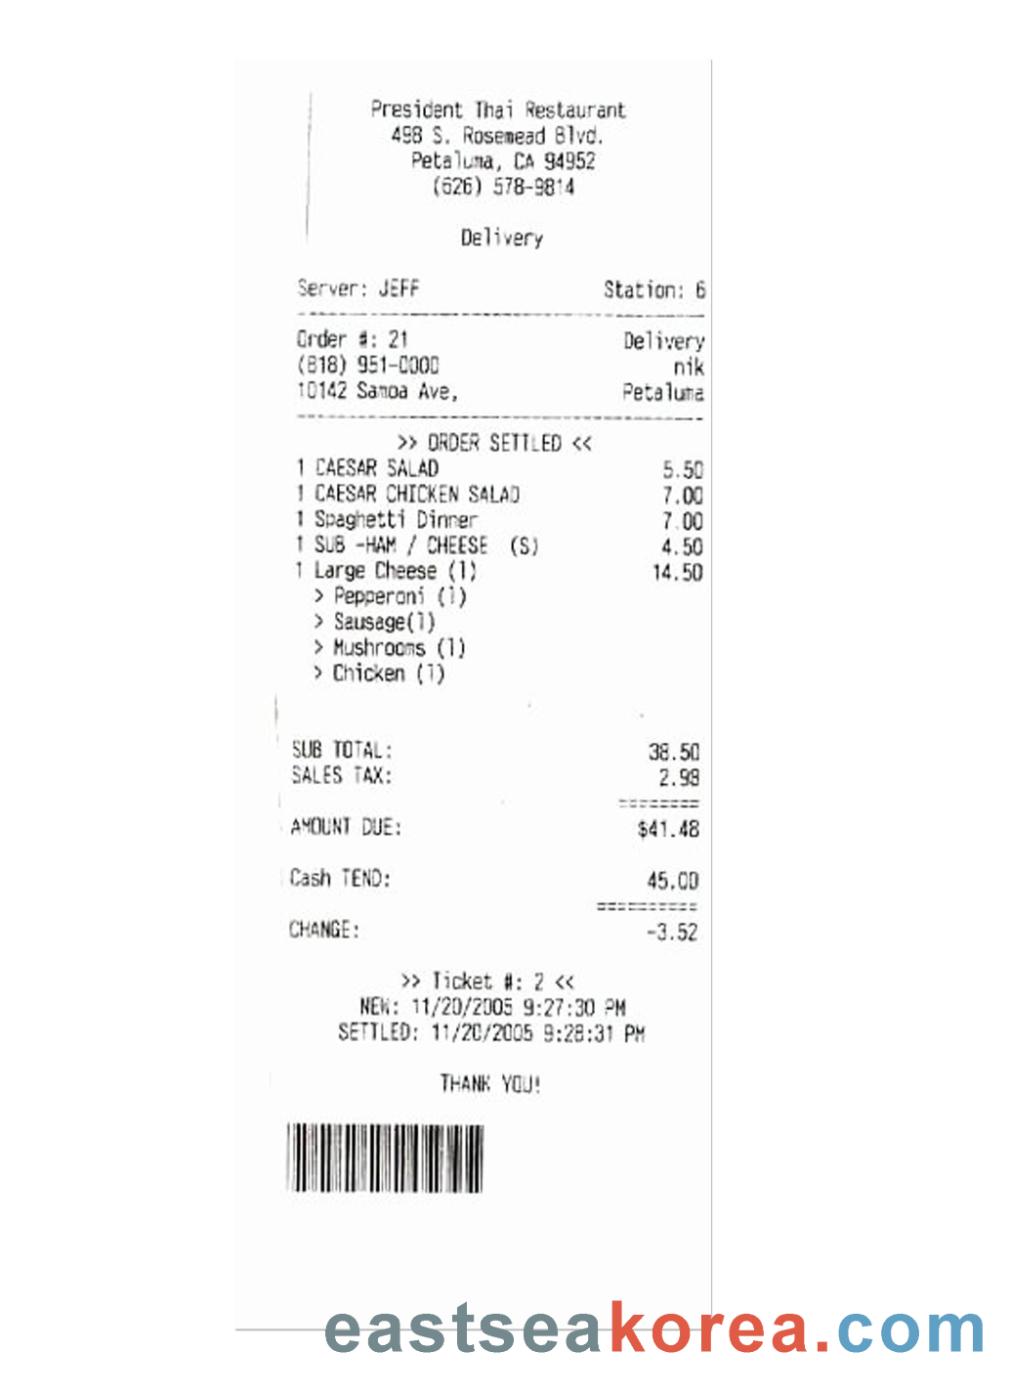 President Thai Restaurant
498 S. Rosemead Blvd.
Petaluma, CA 94952
(626) 578-9814
Delivery
Server: JEFF Station: 6
Order #: 21 Delivery
(818) 951-0000 nik
10142 Samoa Ave, Petaluma
>> ORDER SETTLED <<
1 CAESAR SALAD 5.50
1 CAESAR CHICKEN SALAD 7.00
1 Spaghetti Dinner 7.00
1 SUB -HAM / CHEESE (S) 4.50
1 Large Cheese (1) 14.50
> Pepperoni (1)
> Sausage(1)
> Mushrooms (1)
> Chicken (1)
SUB TOTAL: 38.50
SALES TAX: 2.98
AMOUNT DUE: $41.48
Cash TEND: 45.00
CHANGE: -3.52
>> Ticket #: 2 <<
NEW: 11/20/2005 9:27:30 PM
SETTLED: 11/20/2005 9:28:31 PM
THANK YOU!
eastseakorea.com